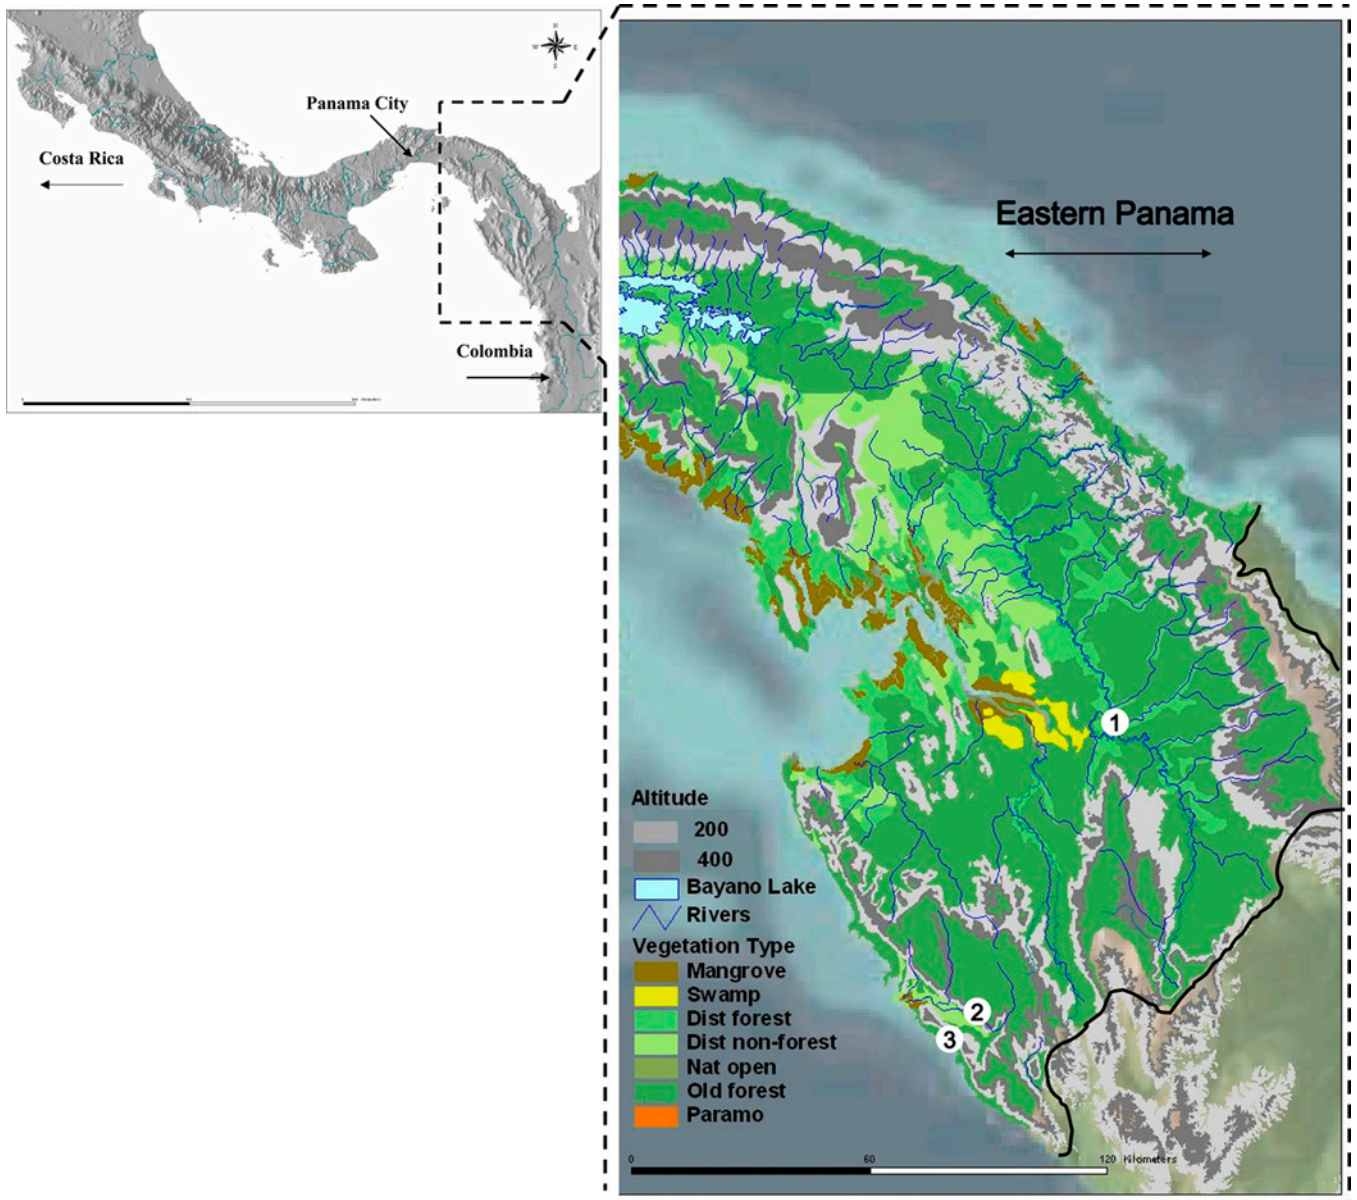 N
W E
S
Panama City
Costa Rica
Colombia
Kilometers
Eastern Panama
1
2
3
Altitude
200
400
Bayano Lake
Rivers
Vegetation Type
Mangrove
Swamp
Dist forest
Dist non-forest
Nat open
Old forest
Paramo
0 60 120 Kilometers